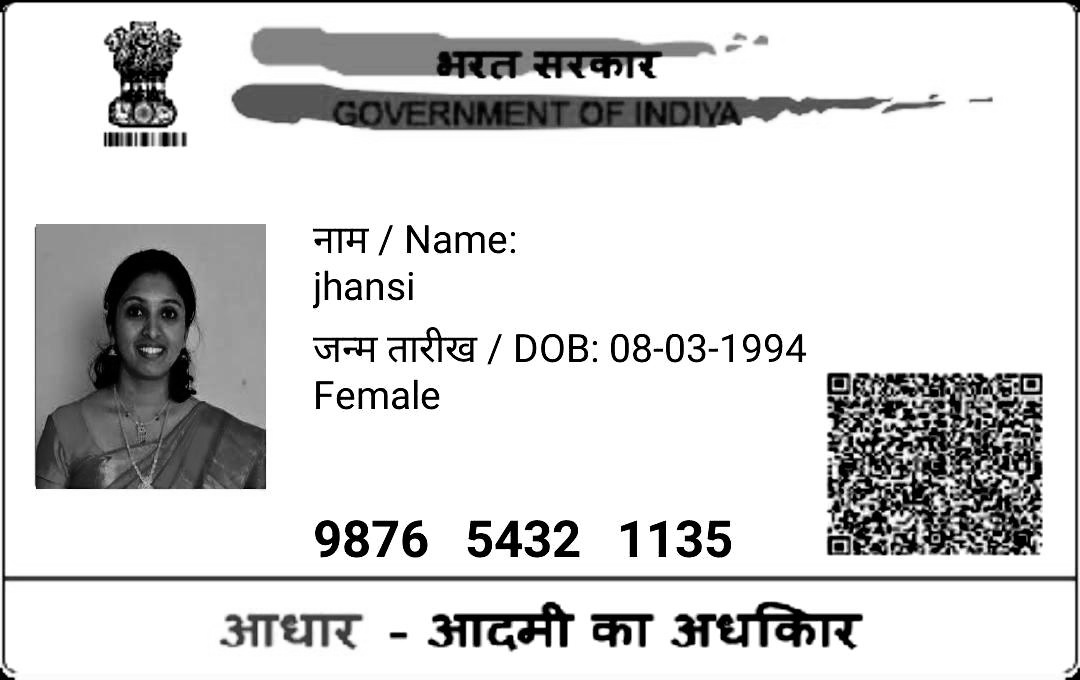 भरत सरकार
GOVERNMENT OF INDIYA
नाम / Name:
jhansi
जन्म तारीख / DOB: 08-03-1994
Female
9876 5432 1135
आधार - आदमी का अधकिार